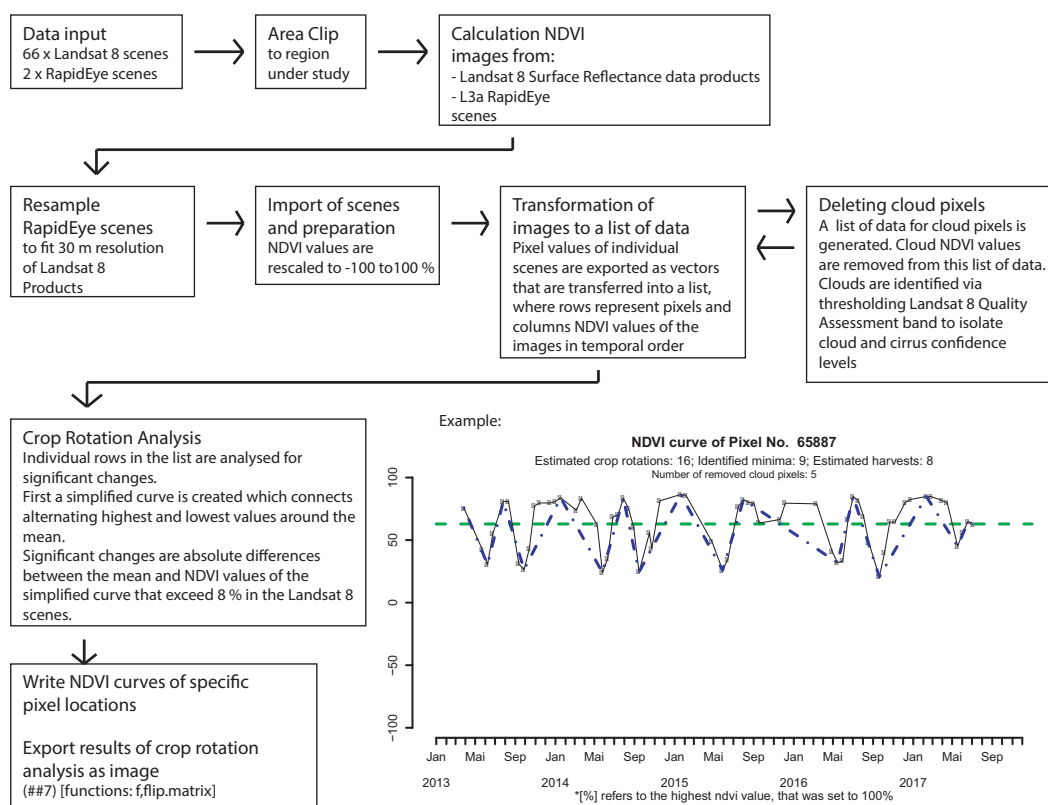 Data input
66 x Landsat 8 scenes
2 x RapidEye scenes
Area Clip
to region
under study
Calculation NDVI
images from:
- Landsat 8 Surface Reflectance data products
- L3a RapidEye
scenes
Resample
RapidEye scenes
to fit 30 m resolution
of Landsat 8
Products
Import of scenes
and preparation
NDVI values are
rescaled to -100 to100 %
Transformation of
images to a list of data
Pixel values of individual
scenes are exported as vectors
that are transferred into a list,
where rows represent pixels and
columns NDVI values of the
images in temporal order
Deleting cloud pixels
A list of data for cloud pixels is
generated. Cloud NDVI values
are removed from this list of data.
Clouds are identified via
thresholding Landsat 8 Quality
Assessment band to isolate
cloud and cirrus confidence
levels
Crop Rotation Analysis
Individual rows in the list are analysed for
significant changes.
First a simplified curve is created which connects
alternating highest and lowest values around the
mean.
Significant changes are absolute differences
between the mean and NDVI values of the
simplified curve that exceed 8 % in the Landsat 8
scenes.
Write NDVI curves of specific
pixel locations
Export results of crop rotation
analysis as image
(##7) [functions: f,flip.matrix]
Example:
NDVI curve of Pixel No. 65887
Estimated crop rotations: 16; Identified minima: 9; Estimated harvests: 8
Number of removed cloud pixels: 5
100
50
0
−50
−100
Jan Mai Sep Jan Mai Sep Jan Mai Sep Jan Mai Sep Jan Mai Sep
2013 2014 2015 2016 2017
*[%] refers to the highest ndvi value, that was set to 100%